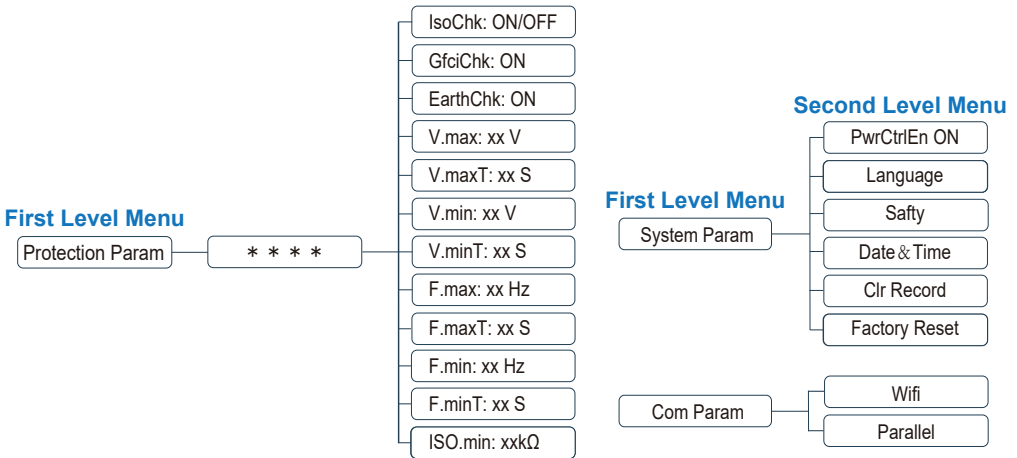 First Level Menu
Protection Param
* * * *
IsoChk: ON/OFF
GfciChk: ON
EarthChk: ON
V.max: xx V
V.maxT: xx S
V.min: xx V
V.minT: xx S
F.max: xx Hz
F.maxT: xx S
F.min: xx Hz
F.minT: xx S
ISO.min: xxkΩ
First Level Menu
System Param
Second Level Menu
PwrCtrlEn ON
Language
Safty
Date&Time
Clr Record
Factory Reset
Com Param
Wifi
Parallel